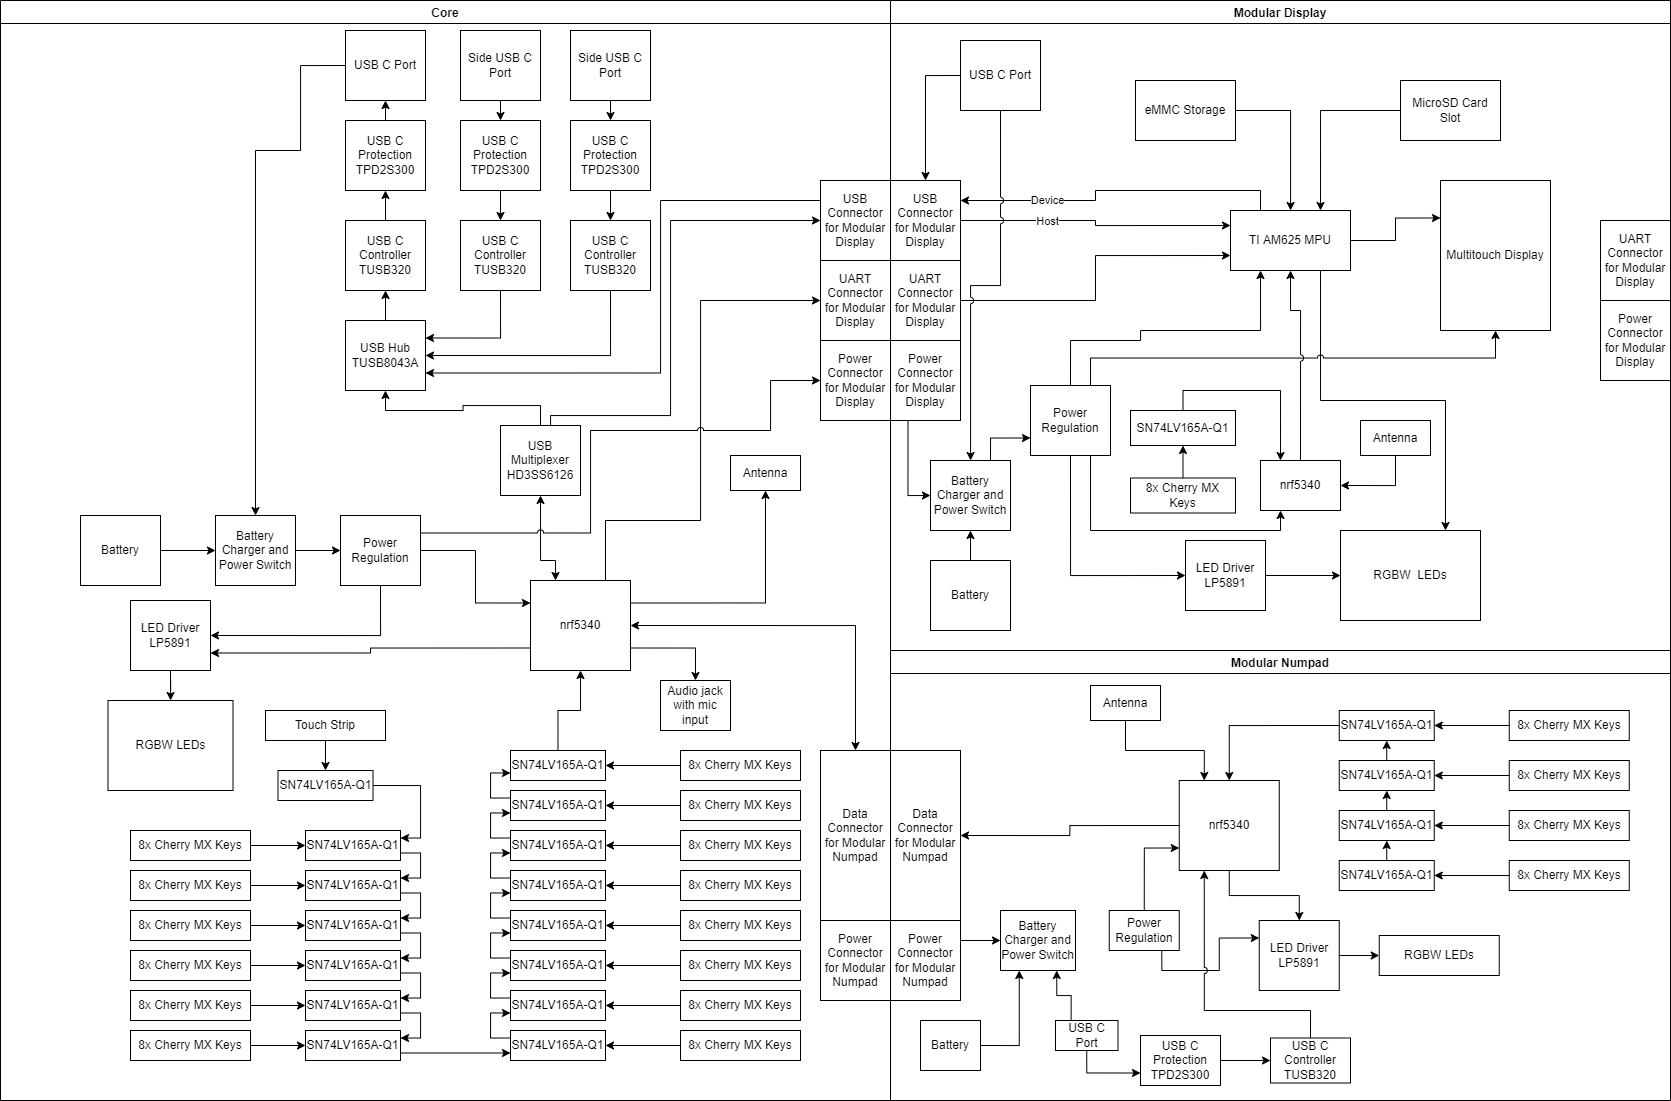 Core
USB C Port
Side USB C
Port
Side USB C
Port
USB C
Protection
TPD2S300
USB C
Protection
TPD2S300
USB C
Protection
TPD2S300
USB C
Controller
TUSB320
USB C
Controller
TUSB320
USB C
Controller
TUSB320
USB Hub
TUSB8043A
USB
Multiplexer
HD3SS6126
Antenna
Battery
Battery
Charger and
Power Switch
Power
Regulation
LED Driver
LP5891
nrf5340
RGBW LEDs
Audio jack
with mic
input
Touch Strip
SN74LV165A-Q1
8x Cherry MX Keys
SN74LV165A-Q1
8x Cherry MX Keys
SN74LV165A-Q1
8x Cherry MX Keys
SN74LV165A-Q1
8x Cherry MX Keys
SN74LV165A-Q1
8x Cherry MX Keys
SN74LV165A-Q1
8x Cherry MX Keys
SN74LV165A-Q1
SN74LV165A-Q1
8x Cherry MX Keys
SN74LV165A-Q1
8x Cherry MX Keys
SN74LV165A-Q1
8x Cherry MX Keys
SN74LV165A-Q1
8x Cherry MX Keys
SN74LV165A-Q1
8x Cherry MX Keys
SN74LV165A-Q1
8x Cherry MX Keys
SN74LV165A-Q1
8x Cherry MX Keys
SN74LV165A-Q1
8x Cherry MX Keys
USB
Connector
for Modular
Display
UART
Connector
for Modular
Display
Power
Connector
for Modular
Display
Data
Connector
for Modular
Numpad
Power
Connector
for Modular
Numpad
Modular Display
USB C Port
eMMC Storage
MicroSD Card
Slot
USB
Connector
for Modular
Display
UART
Connector
for Modular
Display
Power
Connector
for Modular
Display
Device
Host
TI AM625 MPU
Multitouch Display
UART
Connector
for Modular
Display
Power
Connector
for Modular
Display
Power
Regulation
SN74LV165A-Q1
Antenna
8x Cherry MX
Keys
nrf5340
Battery
Charger and
Power Switch
Battery
LED Driver
LP5891
RGBW  LEDs
Modular Numpad
Antenna
nrf5340
SN74LV165A-Q1
8x Cherry MX Keys
SN74LV165A-Q1
8x Cherry MX Keys
SN74LV165A-Q1
8x Cherry MX Keys
SN74LV165A-Q1
8x Cherry MX Keys
Data
Connector
for Modular
Numpad
Power
Connector
for Modular
Numpad
Battery
Charger and
Power Switch
Power
Regulation
LED Driver
LP5891
RGBW LEDs
Battery
USB C
Port
USB C
Protection
TPD2S300
USB C
Controller
TUSB320